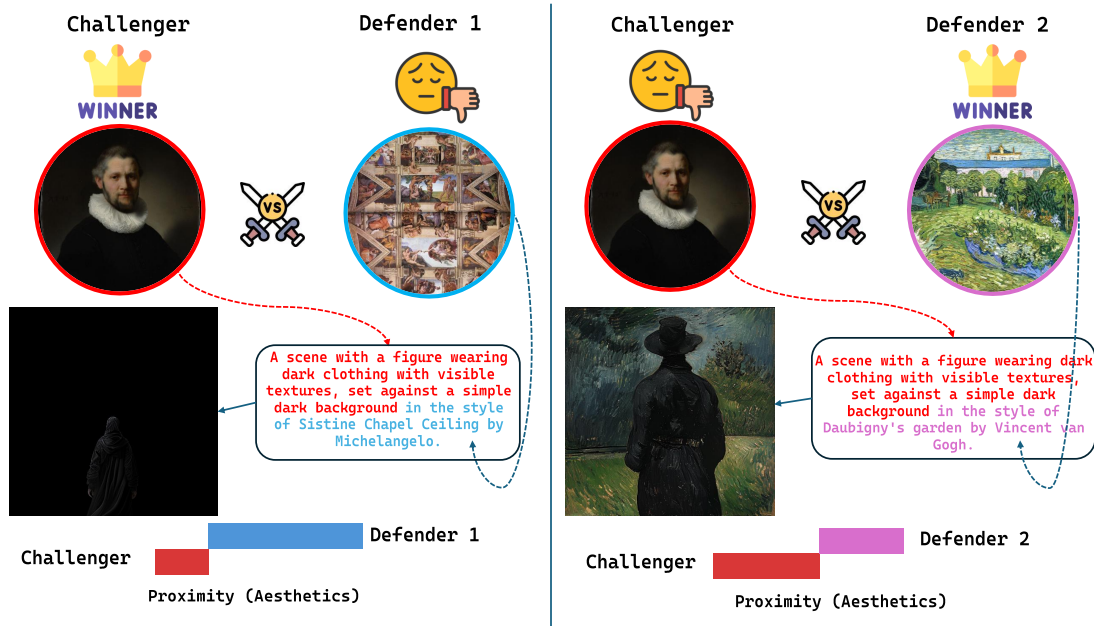 Challenger
Defender 1
WINNER
VS
A scene with a figure wearing
dark clothing with visible
textures, set against a simple
dark background in the style
of Sistine Chapel Ceiling by
Michelangelo.
Defender 1
Challenger
Proximity (Aesthetics)
Challenger
Defender 2
WINNER
VS
A scene with a figure wearing dark
clothing with visible textures,
set against a simple dark
background in the style of
Daubigny's garden by Vincent van
Gogh.
Defender 2
Challenger
Proximity (Aesthetics)